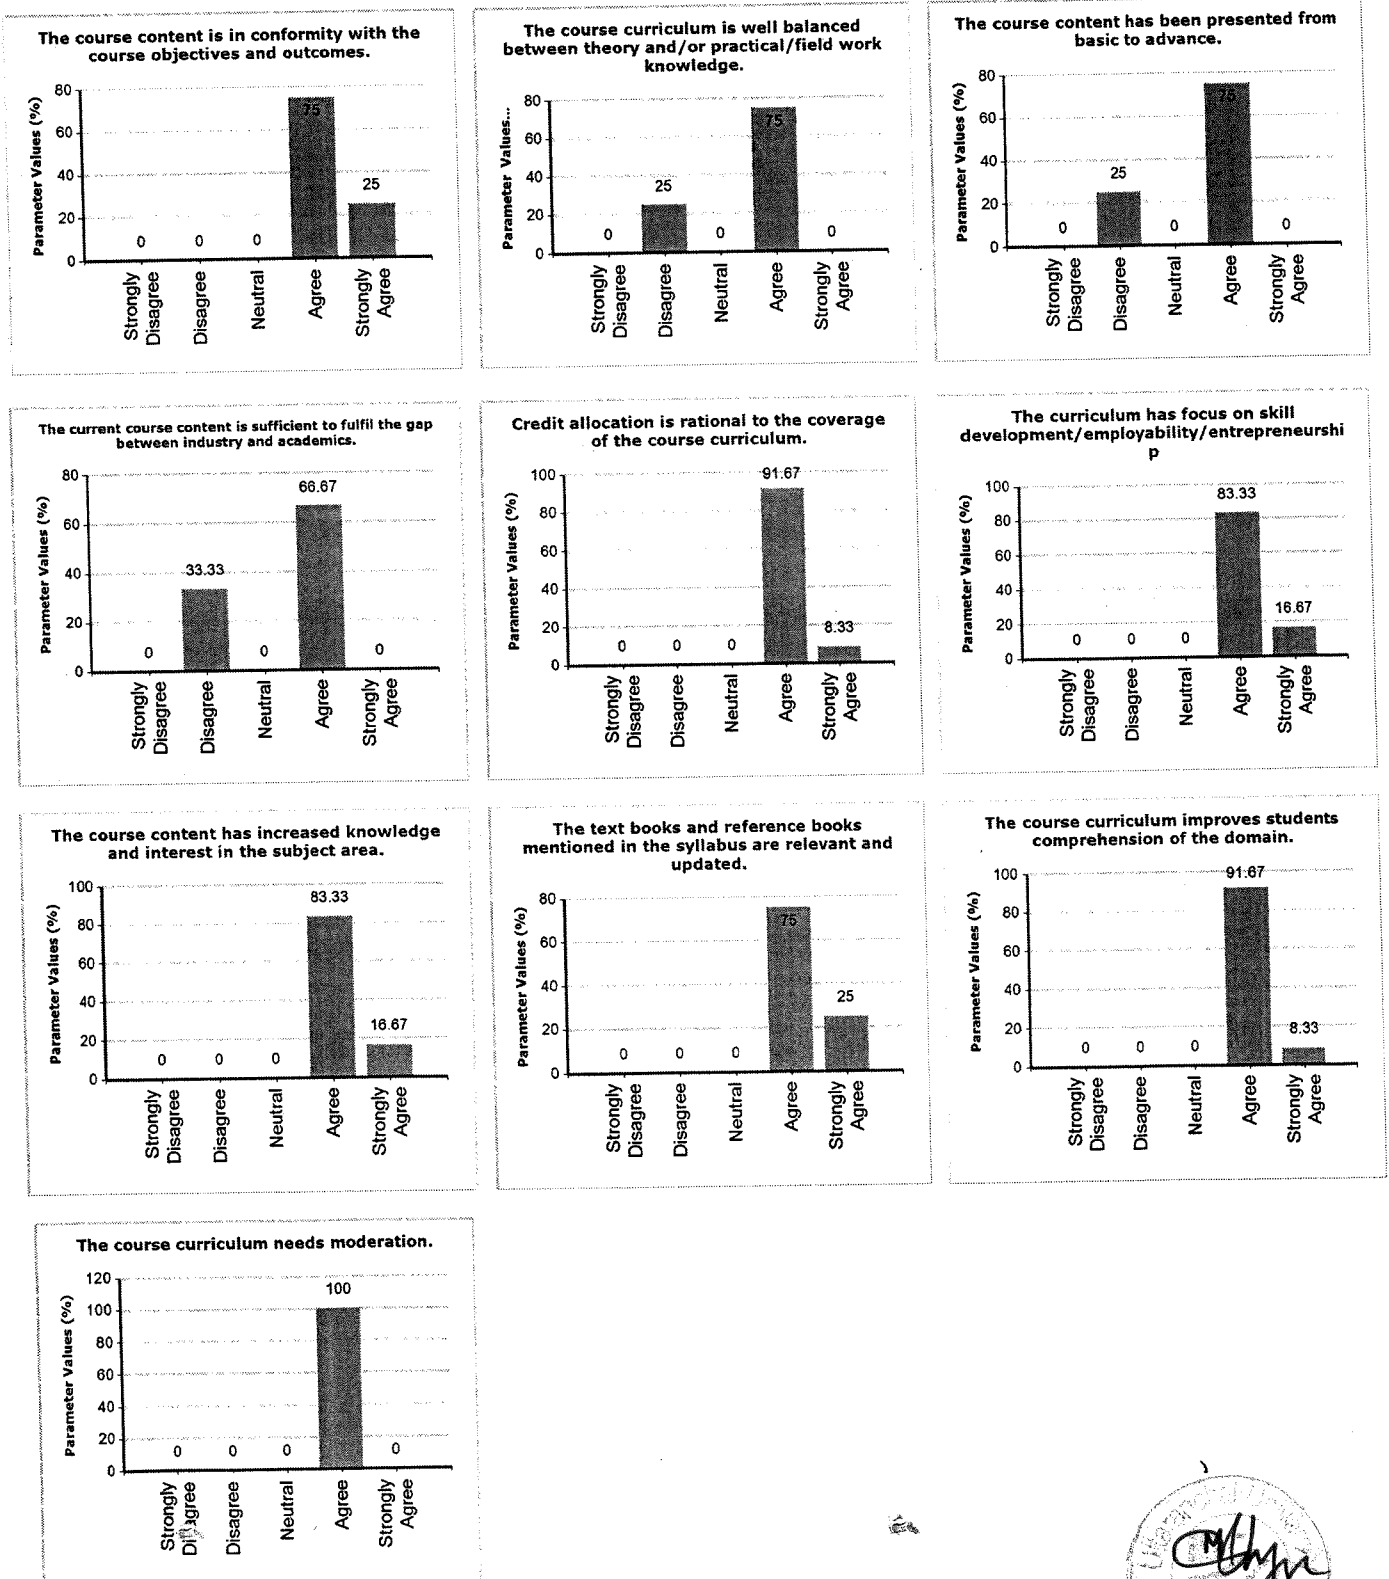 The course content is in conformity with the
course objectives and outcomes.
Parameter Values (%)
80
60
40
20
0
0
0
0
75
25
Strongly
Disagree
Disagree
Neutral
Agree
Strongly
Agree
The course curriculum is well balanced
between theory and/or practical/field work
knowledge.
Parameter Values...
80
60
40
20
0
0
25
0
75
0
Strongly
Disagree
Disagree
Neutral
Agree
Strongly
Agree
The course content has been presented from
basic to advance.
Parameter Values (%)
80
60
40
20
0
0
25
0
75
0
Strongly
Disagree
Disagree
Neutral
Agree
Strongly
Agree
The current course content is sufficient to fulfil the gap
between industry and academics.
Parameter Values (%)
80
60
40
20
0
0
33.33
0
66.67
0
Strongly
Disagree
Disagree
Neutral
Agree
Strongly
Agree
Credit allocation is rational to the coverage
of the course curriculum.
Parameter Values (%)
100
80
60
40
20
0
0
0
0
91.67
8.33
Strongly
Disagree
Disagree
Neutral
Agree
Strongly
Agree
The curriculum has focus on skill
development/employability/entrepreneurshi
p
Parameter Values (%)
100
80
60
40
20
0
0
0
0
83.33
16.67
Strongly
Disagree
Disagree
Neutral
Agree
Strongly
Agree
The course content has increased knowledge
and interest in the subject area.
Parameter Values (%)
100
80
60
40
20
0
0
0
0
83.33
16.67
Strongly
Disagree
Disagree
Neutral
Agree
Strongly
Agree
The text books and reference books
mentioned in the syllabus are relevant and
updated.
Parameter Values (%)
80
60
40
20
0
0
0
0
75
25
Strongly
Disagree
Disagree
Neutral
Agree
Strongly
Agree
The course curriculum improves students
comprehension of the domain.
Parameter Values (%)
100
80
60
40
20
0
0
0
0
91.67
8.33
Strongly
Disagree
Disagree
Neutral
Agree
Strongly
Agree
The course curriculum needs moderation.
Parameter Values (%)
120
100
80
60
40
20
0
0
0
0
100
0
Strongly
Disagree
Disagree
Neutral
Agree
Strongly
Agree